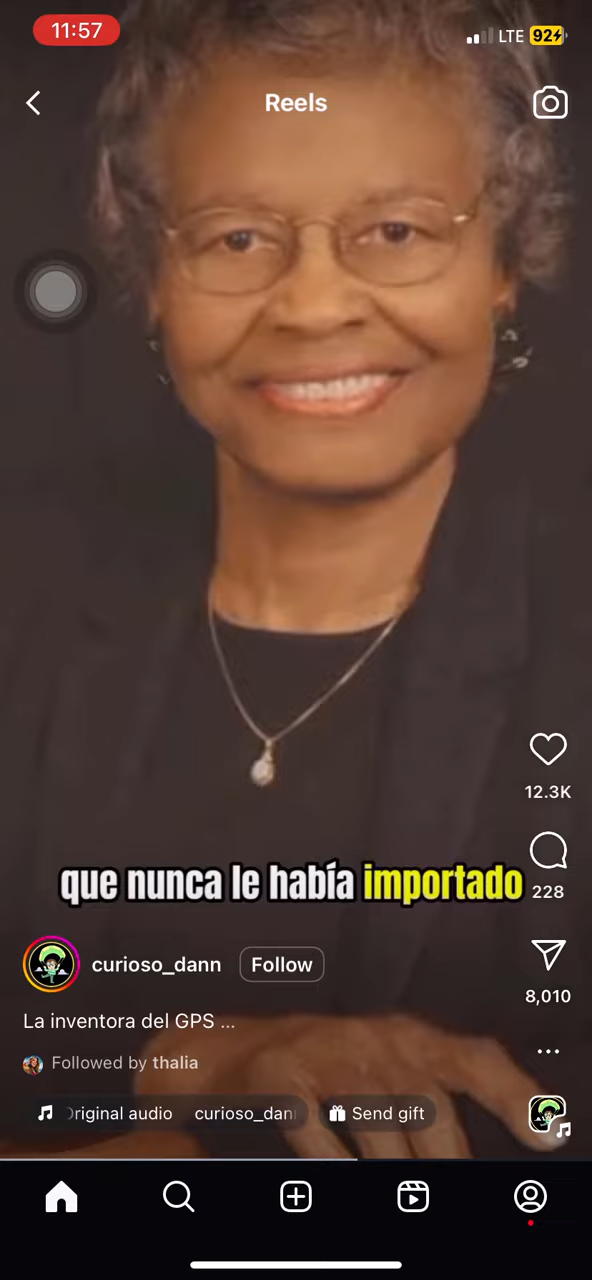 11:57
LTE 92
Reels
12.3K
que nunca le había importado
228
curioso_dann
Follow
8,010
La inventora del GPS ...
Followed by thalia
Original audio curioso_dan
Send gift